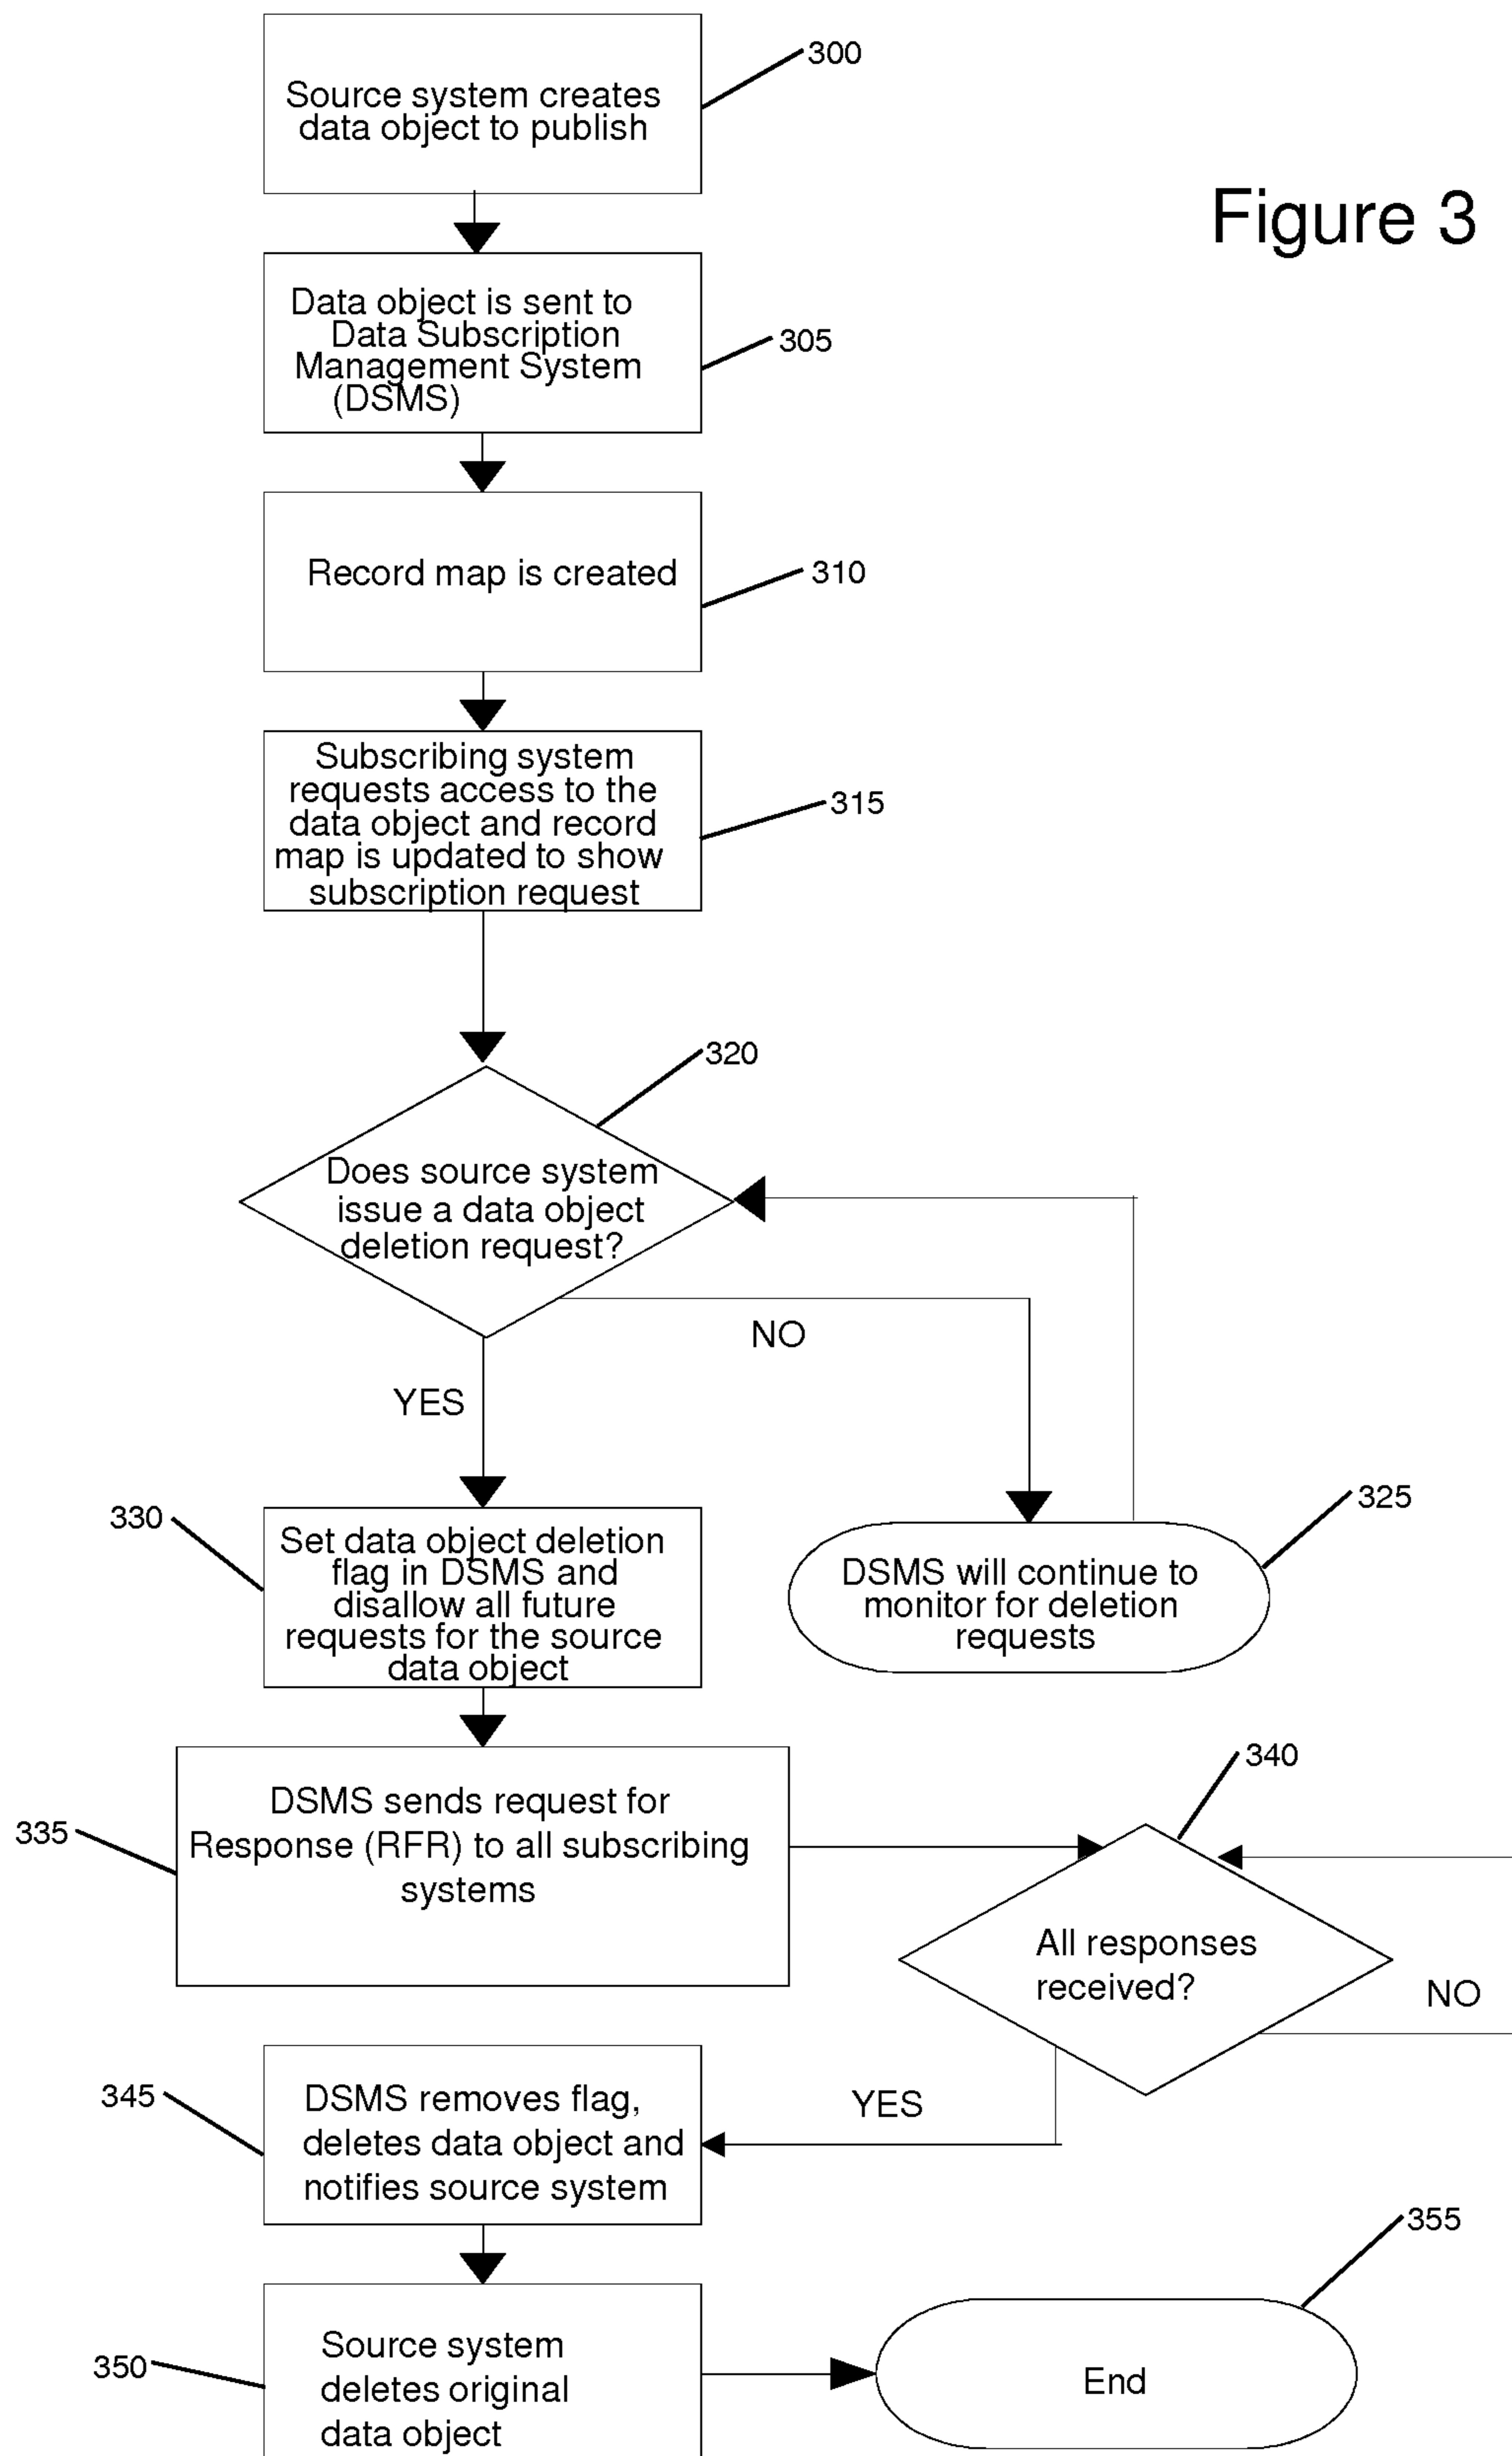 300
Source system creates
data object to publish
Figure 3
Data object is sent to
Data Subscription
Management System
(DSMS)
305
Record map is created
310
Subscribing system
requests access to the
data object and record
map is updated to show
subscription request
315
320
Does source system
issue a data object
deletion request?
NO
YES
330
Set data object deletion
flag in DSMS and
disallow all future
requests for the source
data object
325
DSMS will continue to
monitor for deletion
requests
335
DSMS sends request for
Response (RFR) to all subscribing
systems
340
All responses
received?
NO
YES
345
DSMS removes flag,
deletes data object and
notifies source system
350
Source system
deletes original
data object
355
End